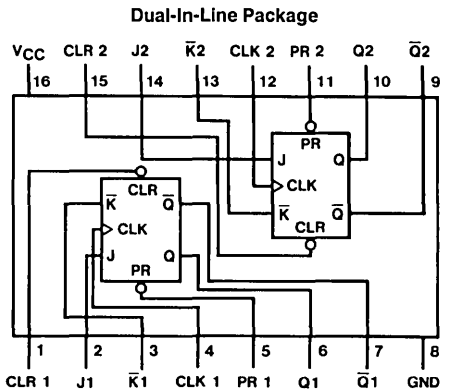 Dual-In-Line Package
VCC CLR 2 J2 K̅2 CLK 2 PR 2 Q2 Q̅2
16 15 14 13 12 11 10 9
PR
J Q
CLK
K̅ Q̅
CLR
CLR
K̅ Q̅
CLK
J Q
PR
1 2 3 4 5 6 7 8
CLR 1 J1 K̅1 CLK 1 PR 1 Q1 Q̅1 GND